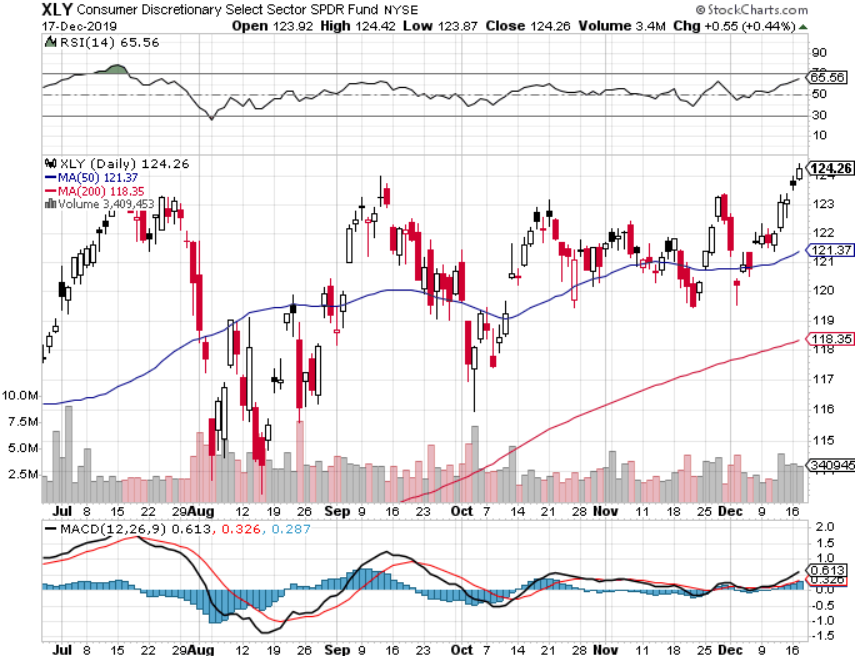 XLY Consumer Discretionary Select Sector SPDR Fund NYSE © StockCharts.com
17-Dec-2019 Open 123.92 High 124.42 Low 123.87 Close 124.26 Volume 3.4M Chg +0.55 (+0.44%)
RSI(14) 65.56
90
65.56
50
30
10
XLY (Daily) 124.26
MA(50) 121.37
MA(200) 118.35
Volume 3,409,453
124.26
123
122
121.37
121
120
119
118.35
118
117
116
115
340945
10.0M
7.5M
5.0M
2.5M
Jul 8 15 22 29 Aug 12 19 26 Sep 9 16 23 Oct 7 14 21 28 Nov 11 18 25 Dec 9 16
MACD(12,26,9) 0.613, 0.326, 0.287
2.0
1.5
1.0
0.613
0.326
0.0
-0.5
-1.0
-1.5
Jul 8 15 22 29 Aug 12 19 26 Sep 9 16 23 Oct 7 14 21 28 Nov 11 18 25 Dec 9 16